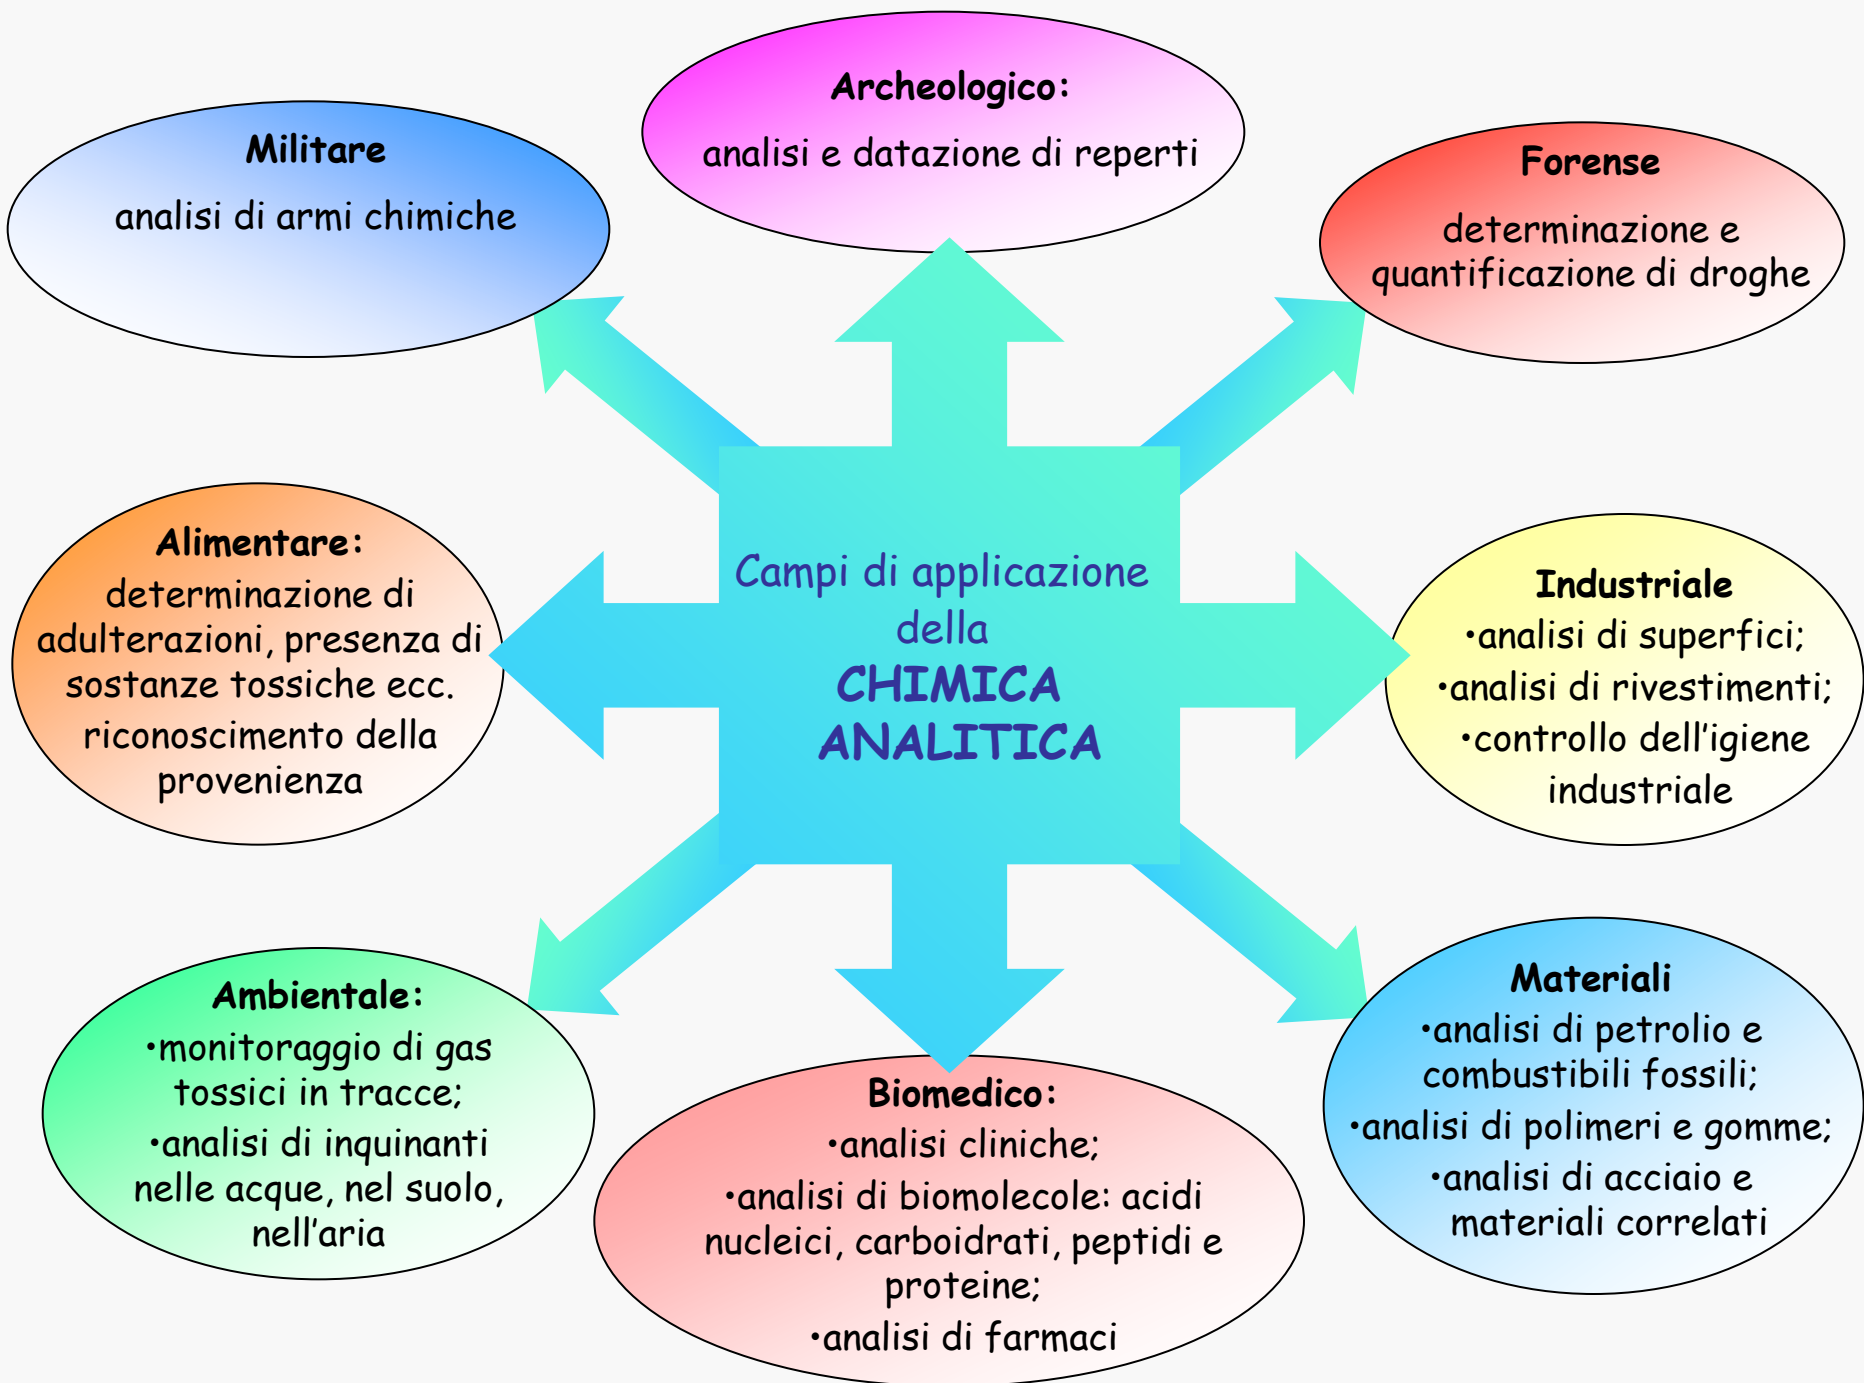 Archeologico:
analisi e datazione di reperti
Militare
analisi di armi chimiche
Forense
determinazione e
quantificazione di droghe
Alimentare:
determinazione di
adulterazioni, presenza di
sostanze tossiche ecc.
riconoscimento della
provenienza
Campi di applicazione
della
CHIMICA
ANALITICA
Industriale
•analisi di superfici;
•analisi di rivestimenti;
•controllo dell'igiene
industriale
Ambientale:
•monitoraggio di gas
tossici in tracce;
•analisi di inquinanti
nelle acque, nel suolo,
nell'aria
Biomedico:
•analisi cliniche;
•analisi di biomolecole: acidi
nucleici, carboidrati, peptidi e
proteine;
•analisi di farmaci
Materiali
•analisi di petrolio e
combustibili fossili;
•analisi di polimeri e gomme;
•analisi di acciaio e
materiali correlati